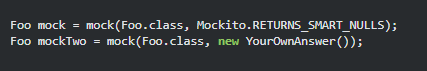 Foo mock = mock(Foo.class, Mockito.RETURNS_SMART_NULLS);
Foo mockTwo = mock(Foo.class, new YourOwnAnswer());